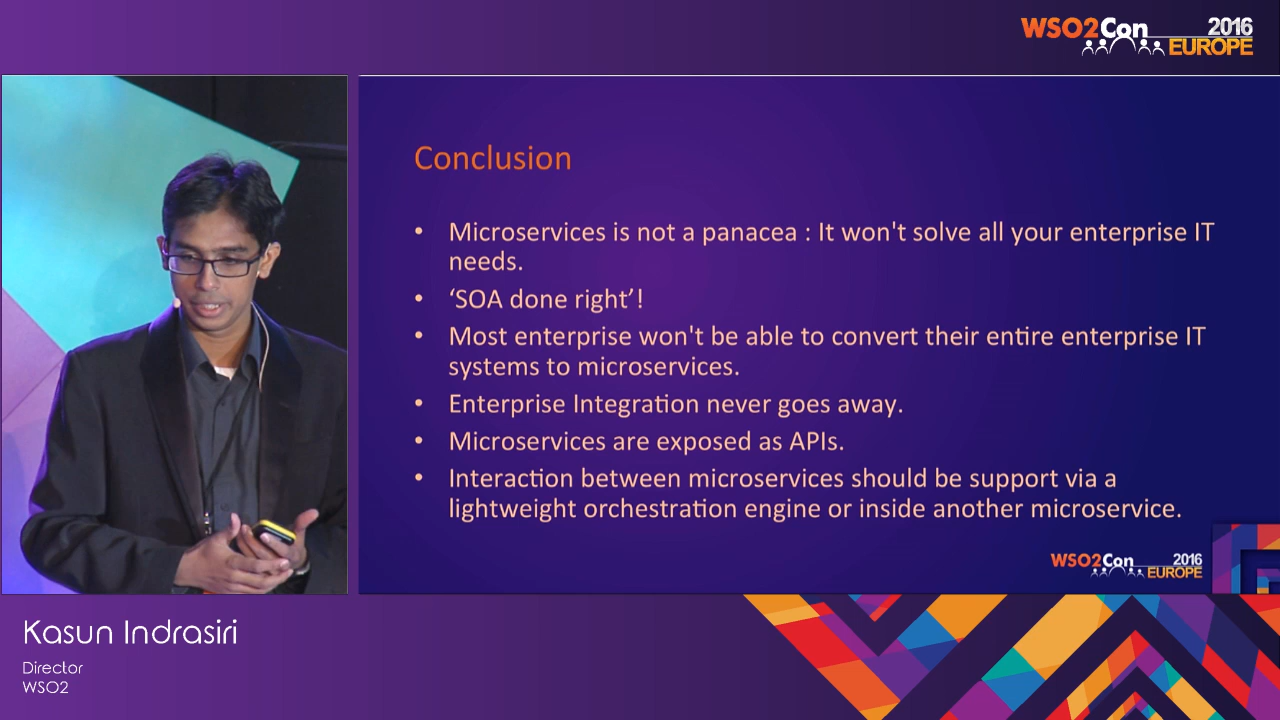 WSO2Con 2016
EUROPE
Conclusion
• Microservices is not a panacea : It won't solve all your enterprise IT
needs.
• ‘SOA done right’!
• Most enterprise won't be able to convert their entire enterprise IT
systems to microservices.
• Enterprise Integration never goes away.
• Microservices are exposed as APIs.
• Interaction between microservices should be support via a
lightweight orchestration engine or inside another microservice.
WSO2Con 2016
EUROPE
Kasun Indrasiri
Director
WSO2